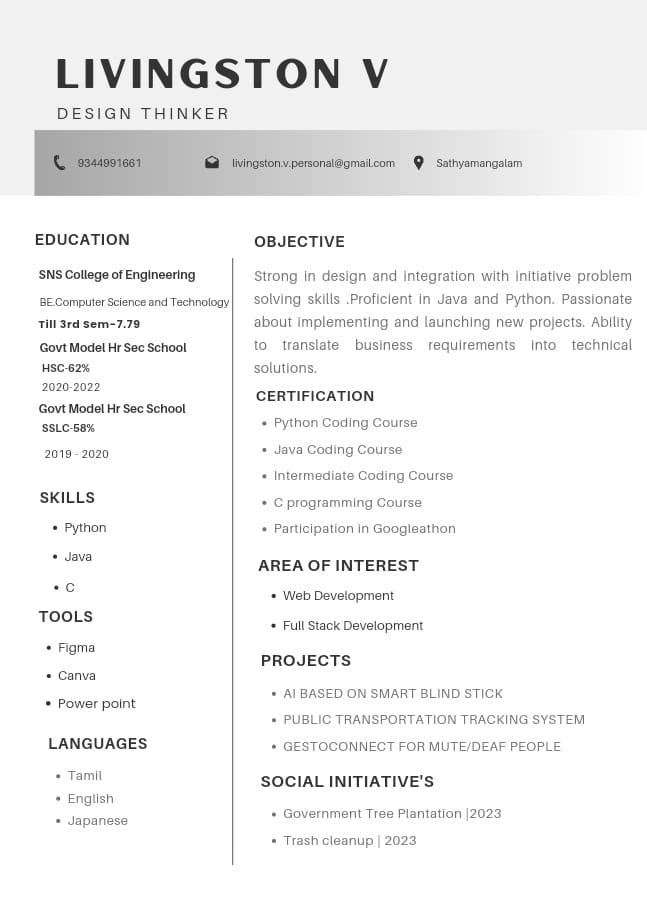 LIVINGSTON V
DESIGN THINKER
9344991661
livingston.v.personal@gmail.com
Sathyamangalam
EDUCATION
SNS College of Engineering
BE.Computer Science and Technology
Till 3rd Sem-7.79
Govt Model Hr Sec School
HSC-62%
2020-2022
Govt Model Hr Sec School
SSLC-58%
2019 - 2020
SKILLS
• Python
• Java
• C
TOOLS
• Figma
• Canva
• Power point
LANGUAGES
• Tamil
• English
• Japanese
OBJECTIVE
Strong in design and integration with initiative problem
solving skills .Proficient in Java and Python. Passionate
about implementing and launching new projects. Ability
to translate business requirements into technical
solutions.
CERTIFICATION
• Python Coding Course
• Java Coding Course
• Intermediate Coding Course
• C programming Course
• Participation in Googleathon
AREA OF INTEREST
• Web Development
• Full Stack Development
PROJECTS
• AI BASED ON SMART BLIND STICK
• PUBLIC TRANSPORTATION TRACKING SYSTEM
• GESTOCONNECT FOR MUTE/DEAF PEOPLE
SOCIAL INITIATIVE'S
• Government Tree Plantation |2023
• Trash cleanup | 2023